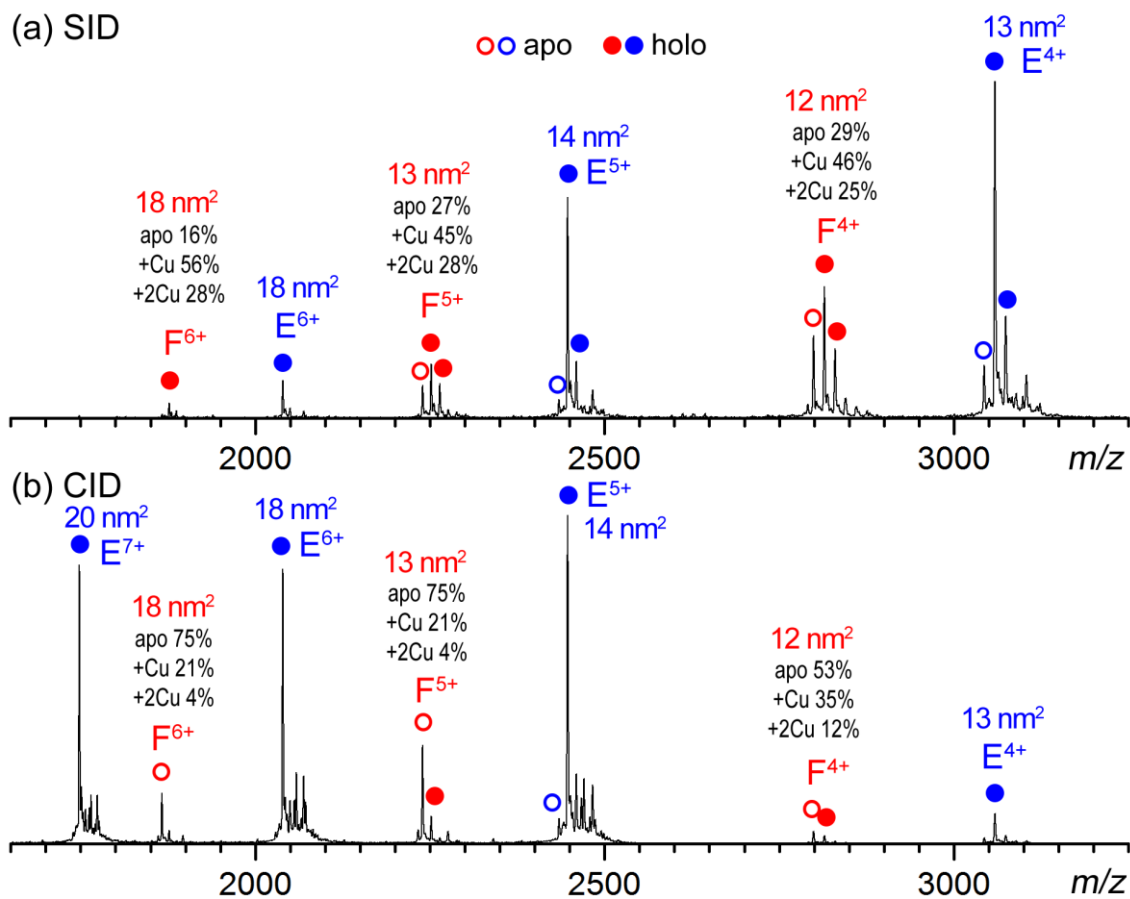 (a) SID
apo
holo
18 nm²
apo 16%
+Cu 56%
+2Cu 28%
F⁶⁺
18 nm²
E⁶⁺
13 nm²
apo 27%
+Cu 45%
+2Cu 28%
F⁵⁺
14 nm²
E⁵⁺
12 nm²
apo 29%
+Cu 46%
+2Cu 25%
F⁴⁺
13 nm²
E⁴⁺
2000
2500
3000
m/z
(b) CID
20 nm²
E⁷⁺
18 nm²
apo 75%
+Cu 21%
+2Cu 4%
F⁶⁺
18 nm²
E⁶⁺
13 nm²
apo 75%
+Cu 21%
+2Cu 4%
F⁵⁺
E⁵⁺
14 nm²
12 nm²
apo 53%
+Cu 35%
+2Cu 12%
F⁴⁺
13 nm²
E⁴⁺
2000
2500
3000
m/z